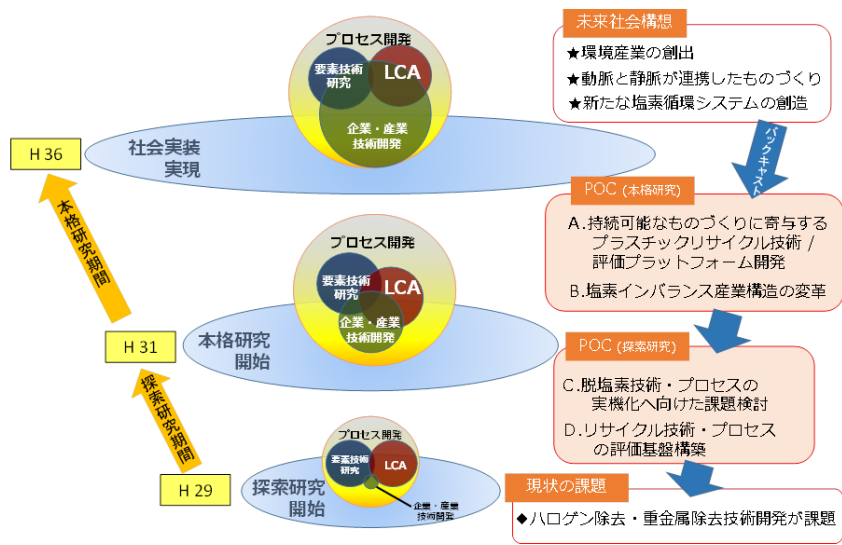 プロセス開発
要素技術
研究
LCA
企業・産業
技術開発
H 36
社会実装
実現
本格研究期間
プロセス開発
要素技術
研究
LCA
企業・産業
技術開発
H 31
本格研究
開始
探索研究期間
プロセス開発
要素技術
研究
LCA
企業・産業
技術開発
H 29
探索研究
開始
未来社会構想
★環境産業の創出
★動脈と静脈が連携したものづくり
★新たな塩素循環システムの創造
バックキャスト
POC (本格研究)
A.持続可能なものづくりに寄与する
プラスチックリサイクル技術 /
評価プラットフォーム開発
B.塩素インバランス産業構造の変革
POC (探索研究)
C.脱塩素技術・プロセスの
実機化へ向けた課題検討
D.リサイクル技術・プロセス
の評価基盤構築
現状の課題
◆ハロゲン除去・重金属除去技術開発が課題